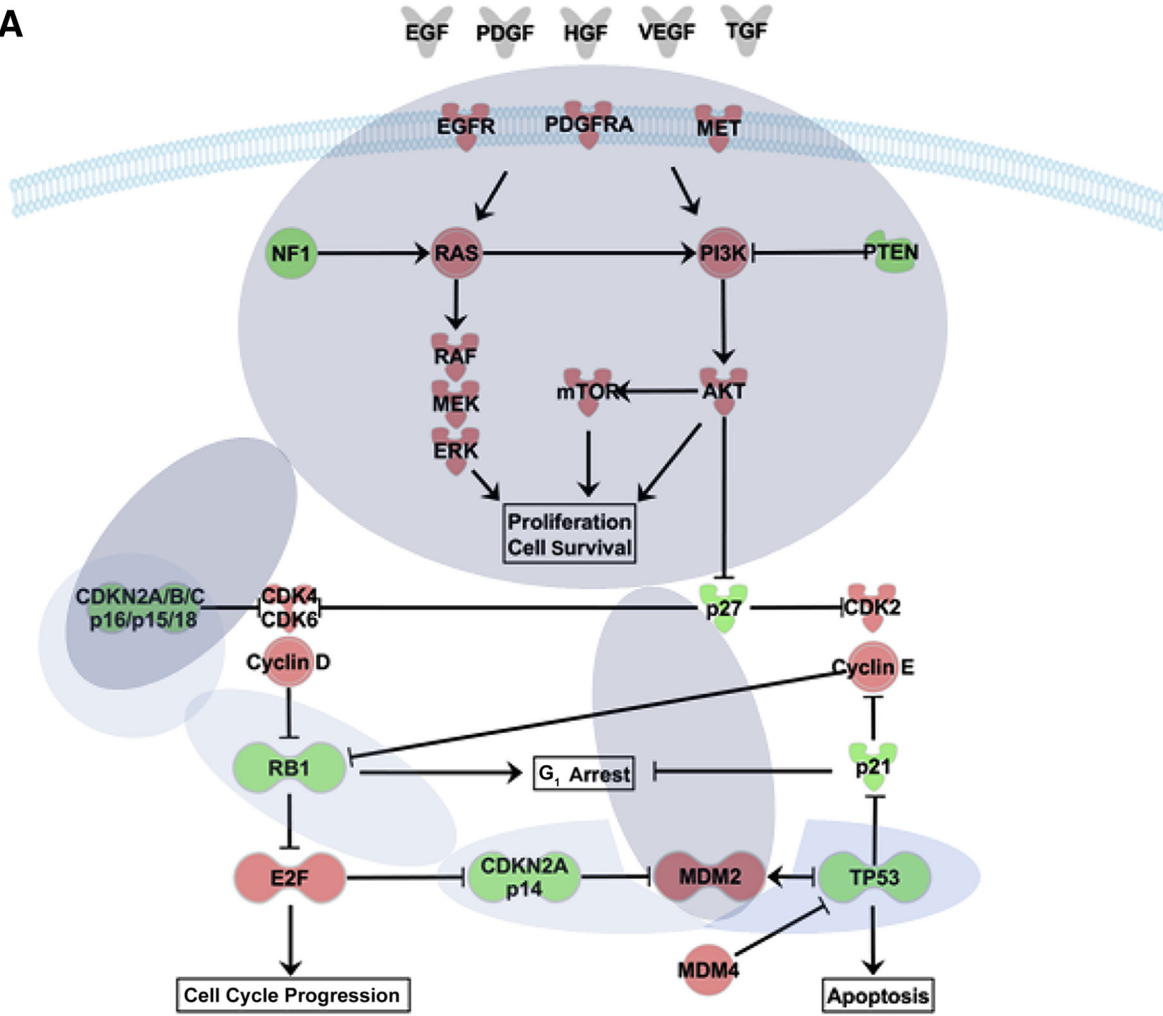 A
EGF PDGF HGF VEGF TGF
EGFR PDGFRA MET
NF1 RAS PI3K PTEN
RAF
mTOR AKT
MEK
ERK
Proliferation
Cell Survival
CDKN2A/B/C
p16/p15/18
CDK4
CDK6
p27 CDK2
Cyclin D Cyclin E
RB1 G1 Arrest p21
E2F
CDKN2A
p14
MDM2 TP53
MDM4
Cell Cycle Progression Apoptosis